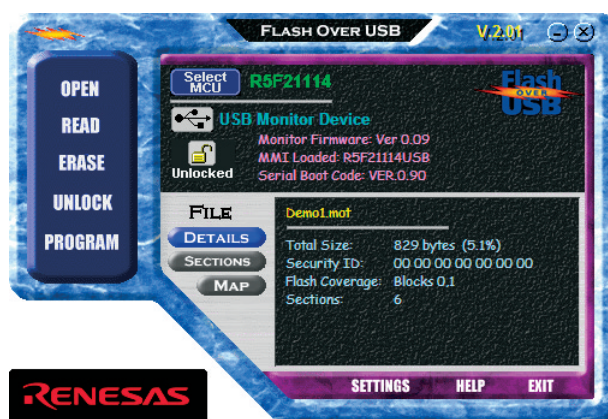 FLASH OVER USB V.2.01
OPEN
READ
ERASE
UNLOCK
PROGRAM
Select MCU R5F21114
Flash
OVER
USB
USB Monitor Device
Monitor Firmware: Ver 0.09
MMI Loaded: R5F21114USB
Serial Boot Code: VER.0.90
Unlocked
FILE
DETAILS
SECTIONS
MAP
Demo1.mot
Total Size: 829 bytes (5.1%)
Security ID: 00 00 00 00 00 00 00
Flash Coverage: Blocks 0,1
Sections: 6
RENESAS
SETTINGS HELP EXIT